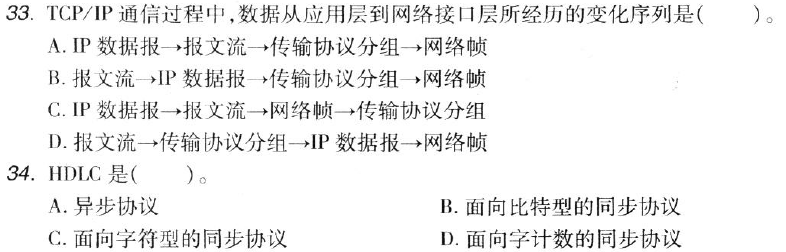 33. TCP/IP 通信过程中,数据从应用层到网络接口层所经历的变化序列是(    )。
A. IP 数据报→报文流→传输协议分组→网络帧
B. 报文流→IP 数据报→传输协议分组→网络帧
C. IP 数据报→报文流→网络帧→传输协议分组
D. 报文流→传输协议分组→IP 数据报→网络帧
34. HDLC 是(    )。
A. 异步协议 B. 面向比特型的同步协议
C. 面向字符型的同步协议 D. 面向字计数的同步协议